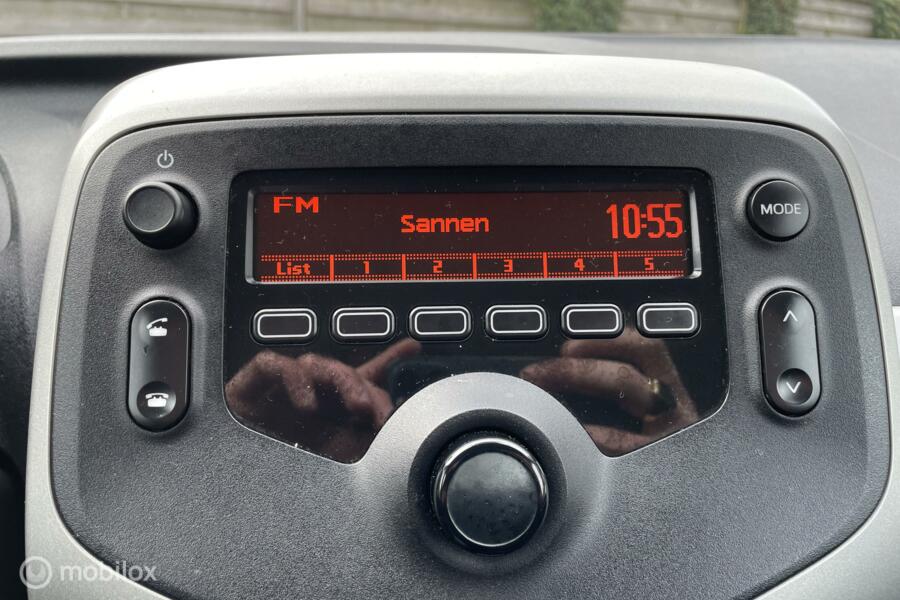 FM
Sannen
10:55
List 1 2 3 4 5
MODE
mobilox